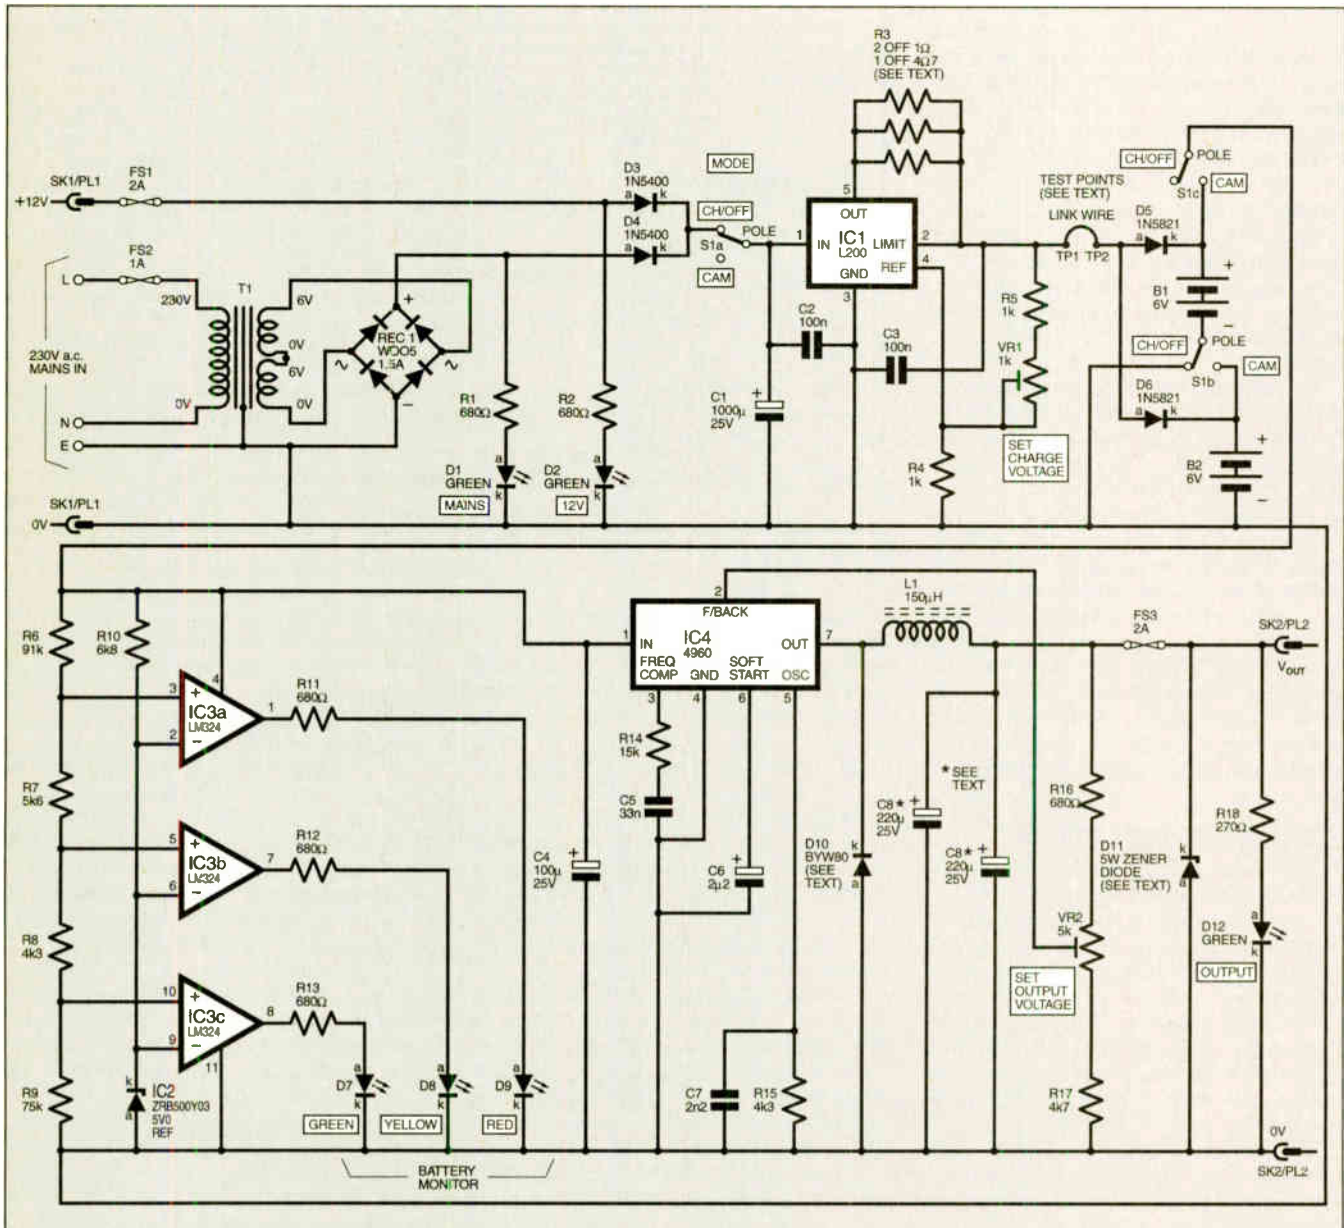 R3
2 OFF 1Ω
1 OFF 4Ω7
(SEE TEXT)
SK1/PL1
+12V
FS1
2A
D3
1N5400
a k
D4
1N5400
a k
MODE
CH/OFF
POLE
S1a
CAM
5
OUT
1
IN
IC1
L200
LIMIT
2
REF
4
GND
3
TEST POINTS
(SEE TEXT)
LINK WIRE
TP1 TP2
D5
1N5821
a k
CH/OFF
POLE
S1c
CAM
+
B1
6V
−
CH/OFF
POLE
S1b
CAM
D6
1N5821
a k
+
B2
6V
−
FS2
1A
L
230V
T1
6V
0V
6V
0V
0V
230V a.c.
MAINS IN
N
E
+
REC 1
WOO5
1.5A
−
R1
680Ω
R2
680Ω
a
D1
GREEN
k
MAINS
a
D2
GREEN
k
12V
C2
100n
C3
100n
+
C1
1000µ
25V
R5
1k
VR1
1k
SET
CHARGE
VOLTAGE
R4
1k
SK1/PL1
0V
R6
91k
R10
6k8
3
+
4
IC3a
LM324
2
−
1
R11
680Ω
R7
5k6
5
+
IC3b
LM324
6
−
7
R12
680Ω
R8
4k3
10
+
IC3c
LM324
9
−
8
11
R13
680Ω
R9
75k
k
a
IC2
ZRB500Y03
5V0
REF
a
D7
k
GREEN
a
D8
k
YELLOW
a
D9
k
RED
BATTERY
MONITOR
+
C4
100µ
25V
2
F/BACK
1
IN
IC4
4960
OUT
7
FREQ
COMP
GND
SOFT
START
OSC
3
4
6
5
R14
15k
C5
33n
+
C6
2µ2
C7
2n2
R15
4k3
L1
150µH
k
D10
BYW80
(SEE
TEXT)
a
* SEE
TEXT
+
C8*
220µ
25V
+
C8*
220µ
25V
FS3
2A
SK2/PL2
VOUT
R16
680Ω
VR2
5k
SET
OUTPUT
VOLTAGE
R17
4k7
k
D11
5W ZENER
DIODE
(SEE TEXT)
a
R18
270Ω
a
D12
GREEN
k
OUTPUT
0V
SK2/PL2